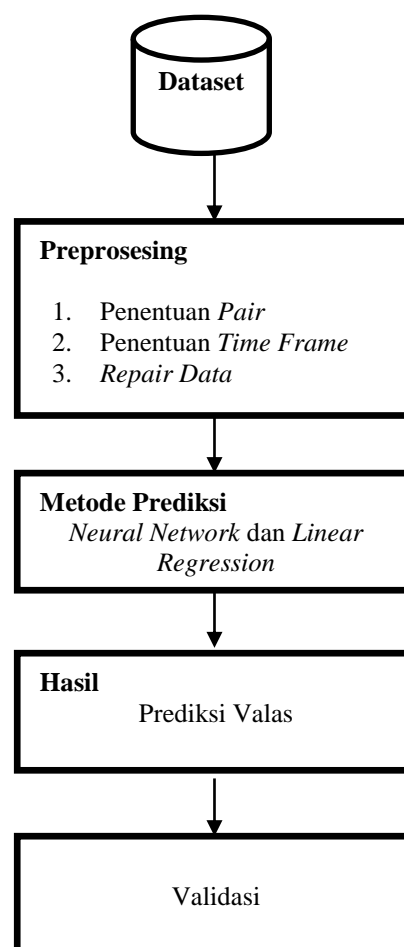 Dataset
Preprosesing
1. Penentuan Pair
2. Penentuan Time Frame
3. Repair Data
Metode Prediksi
Neural Network dan Linear
Regression
Hasil
Prediksi Valas
Validasi